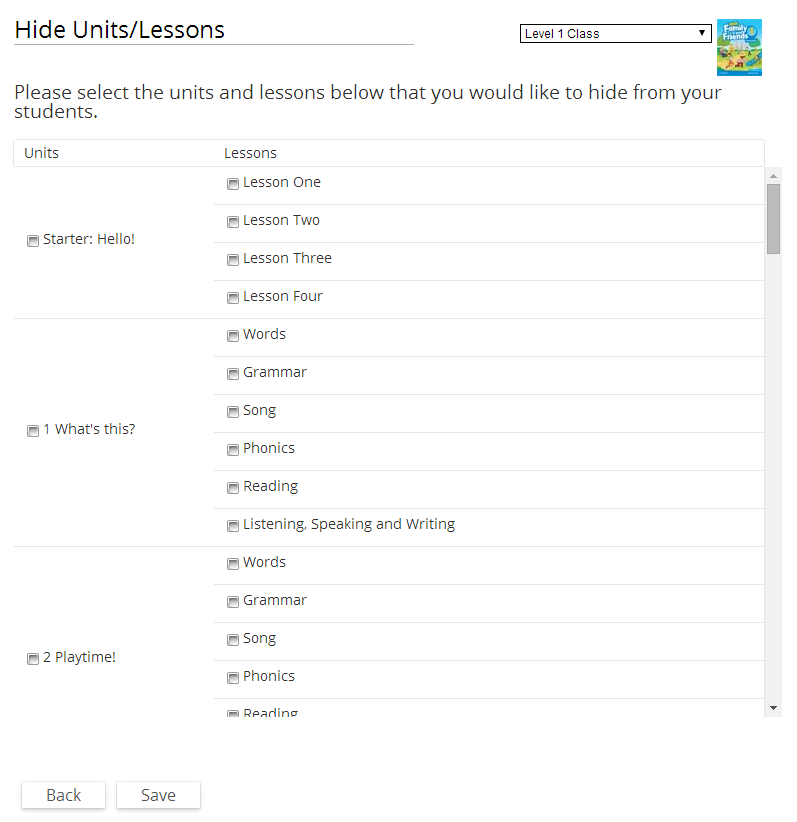 Hide Units/Lessons
Level 1 Class
Family and Friends
Please select the units and lessons below that you would like to hide from your
students.
Units Lessons
Lesson One
Lesson Two
Starter: Hello!
Lesson Three
Lesson Four
Words
Grammar
Song
1 What's this?
Phonics
Reading
Listening, Speaking and Writing
Words
Grammar
Song
2 Playtime!
Phonics
Reading
Back Save